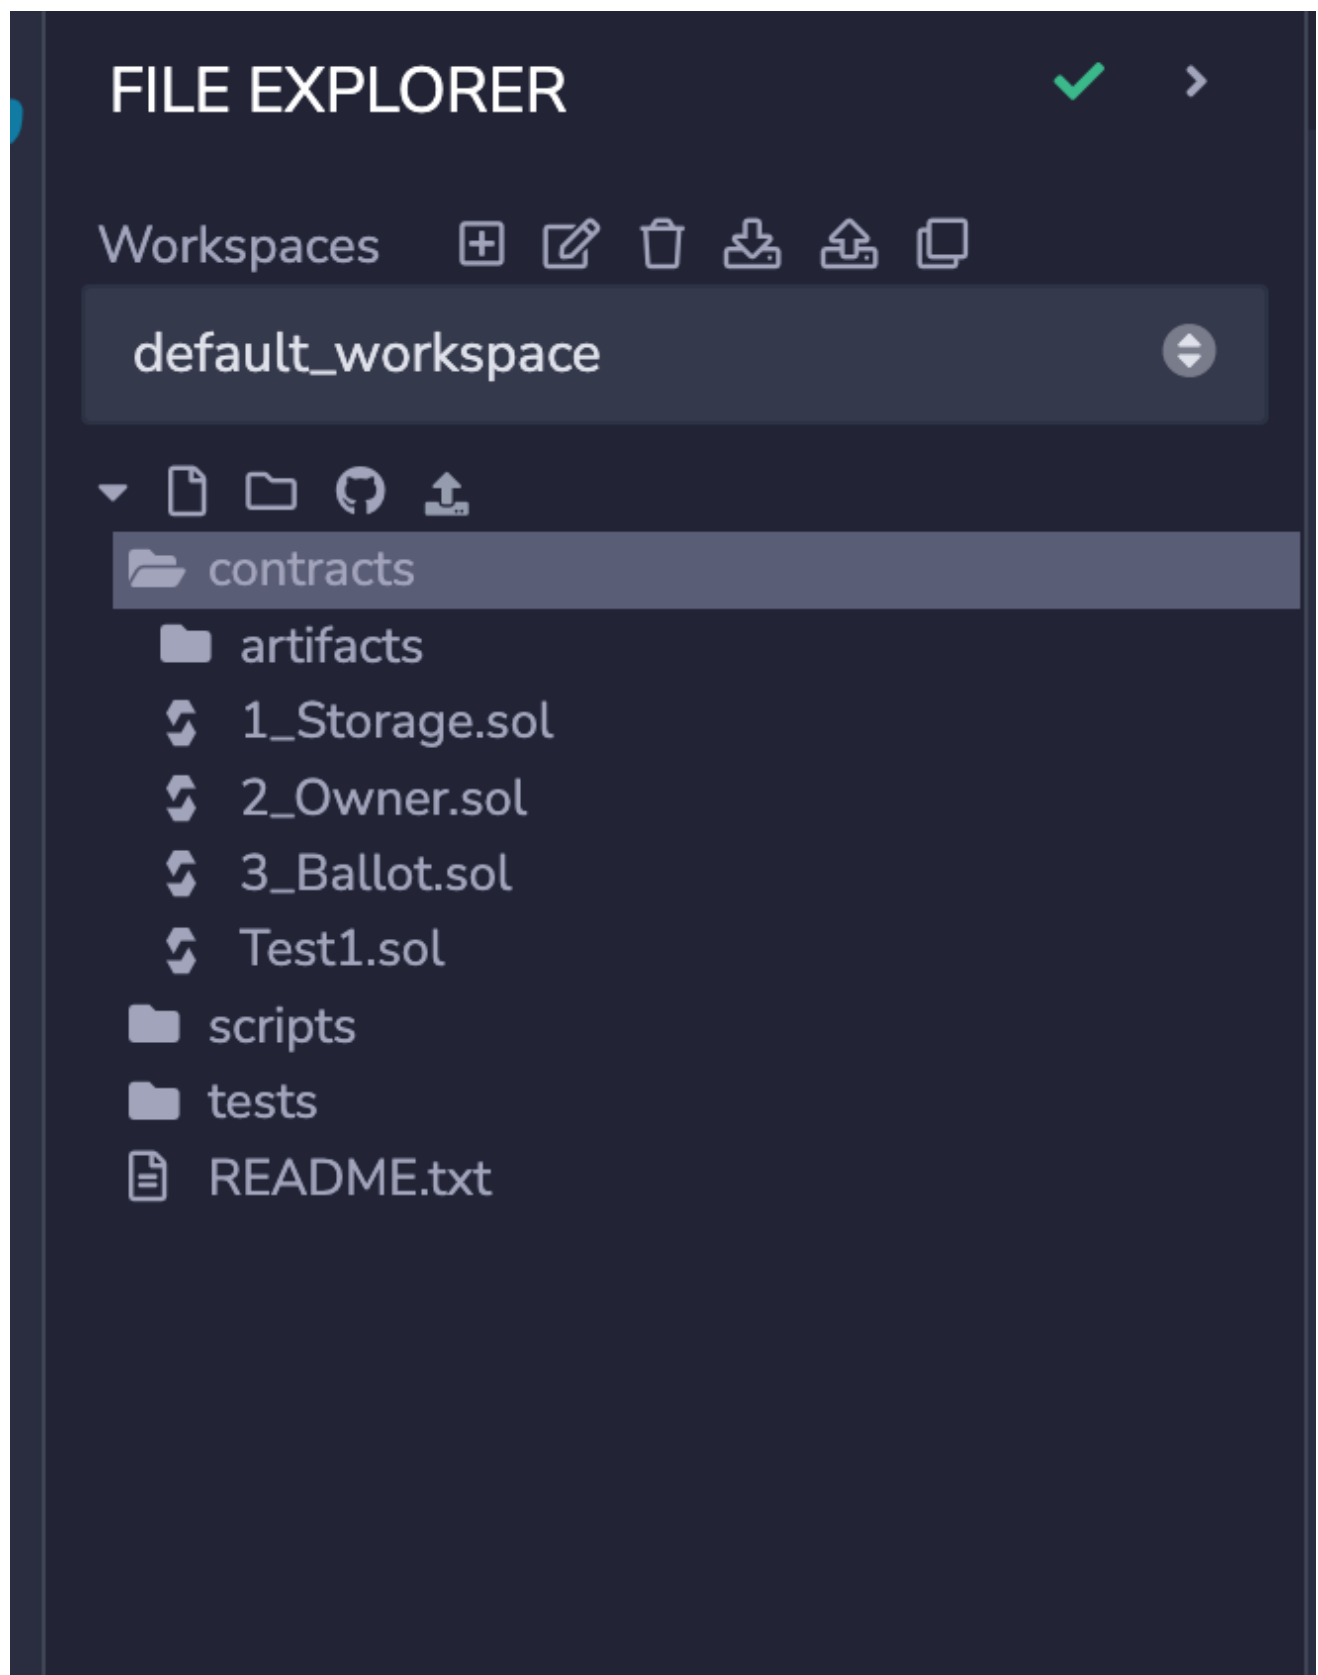 FILE EXPLORER
Workspaces
default_workspace
contracts
artifacts
1_Storage.sol
2_Owner.sol
3_Ballot.sol
Test1.sol
scripts
tests
README.txt